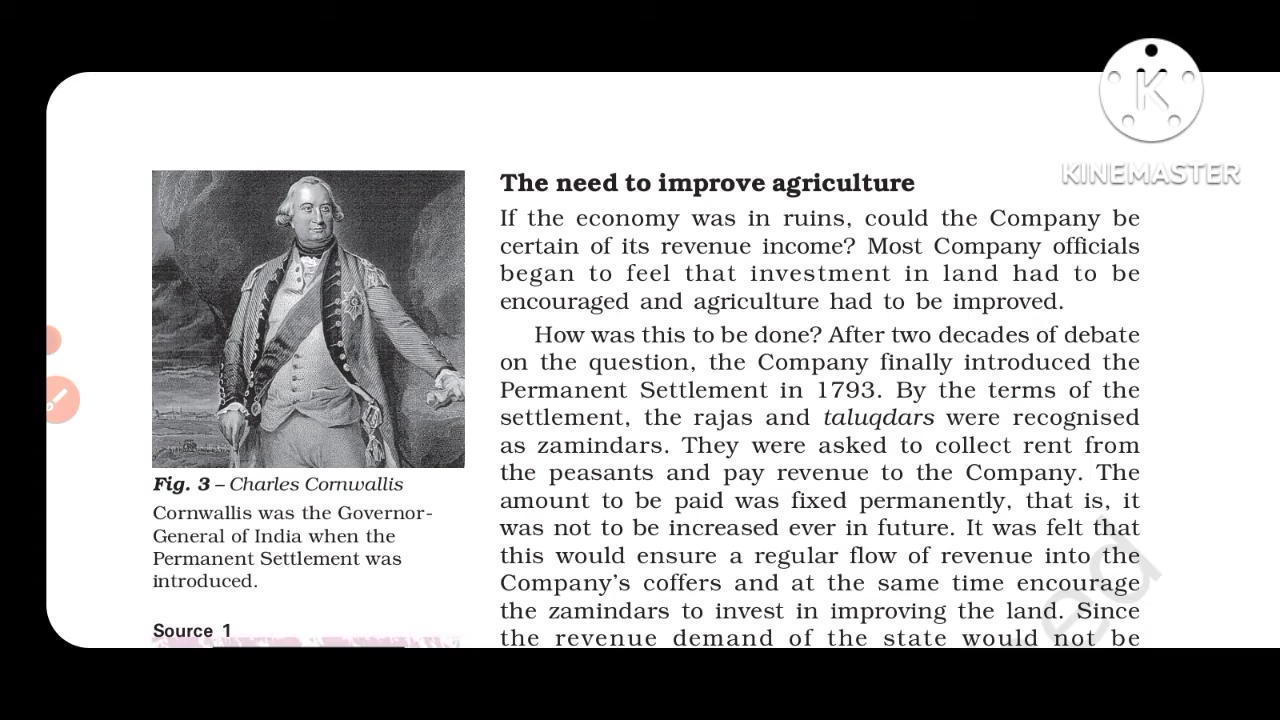 K
KINEMASTER
The need to improve agriculture
If the economy was in ruins, could the Company be
certain of its revenue income? Most Company officials
began to feel that investment in land had to be
encouraged and agriculture had to be improved.
How was this to be done? After two decades of debate
on the question, the Company finally introduced the
Permanent Settlement in 1793. By the terms of the
settlement, the rajas and taluqdars were recognised
as zamindars. They were asked to collect rent from
the peasants and pay revenue to the Company. The
amount to be paid was fixed permanently, that is, it
was not to be increased ever in future. It was felt that
this would ensure a regular flow of revenue into the
Company's coffers and at the same time encourage
the zamindars to invest in improving the land. Since
the revenue demand of the state would not be
Fig. 3 – Charles Cornwallis
Cornwallis was the Governor-
General of India when the
Permanent Settlement was
introduced.
Source 1
ed